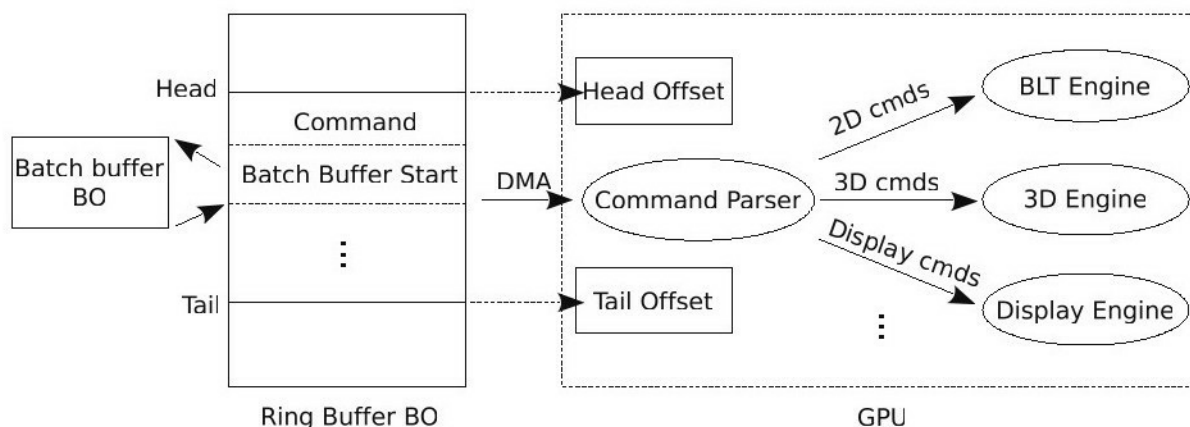 Head
Command
Batch Buffer Start
Batch buffer
BO
Tail
Ring Buffer BO
DMA
Head Offset
Command Parser
Tail Offset
2D cmds
3D cmds
Display cmds
BLT Engine
3D Engine
Display Engine
GPU